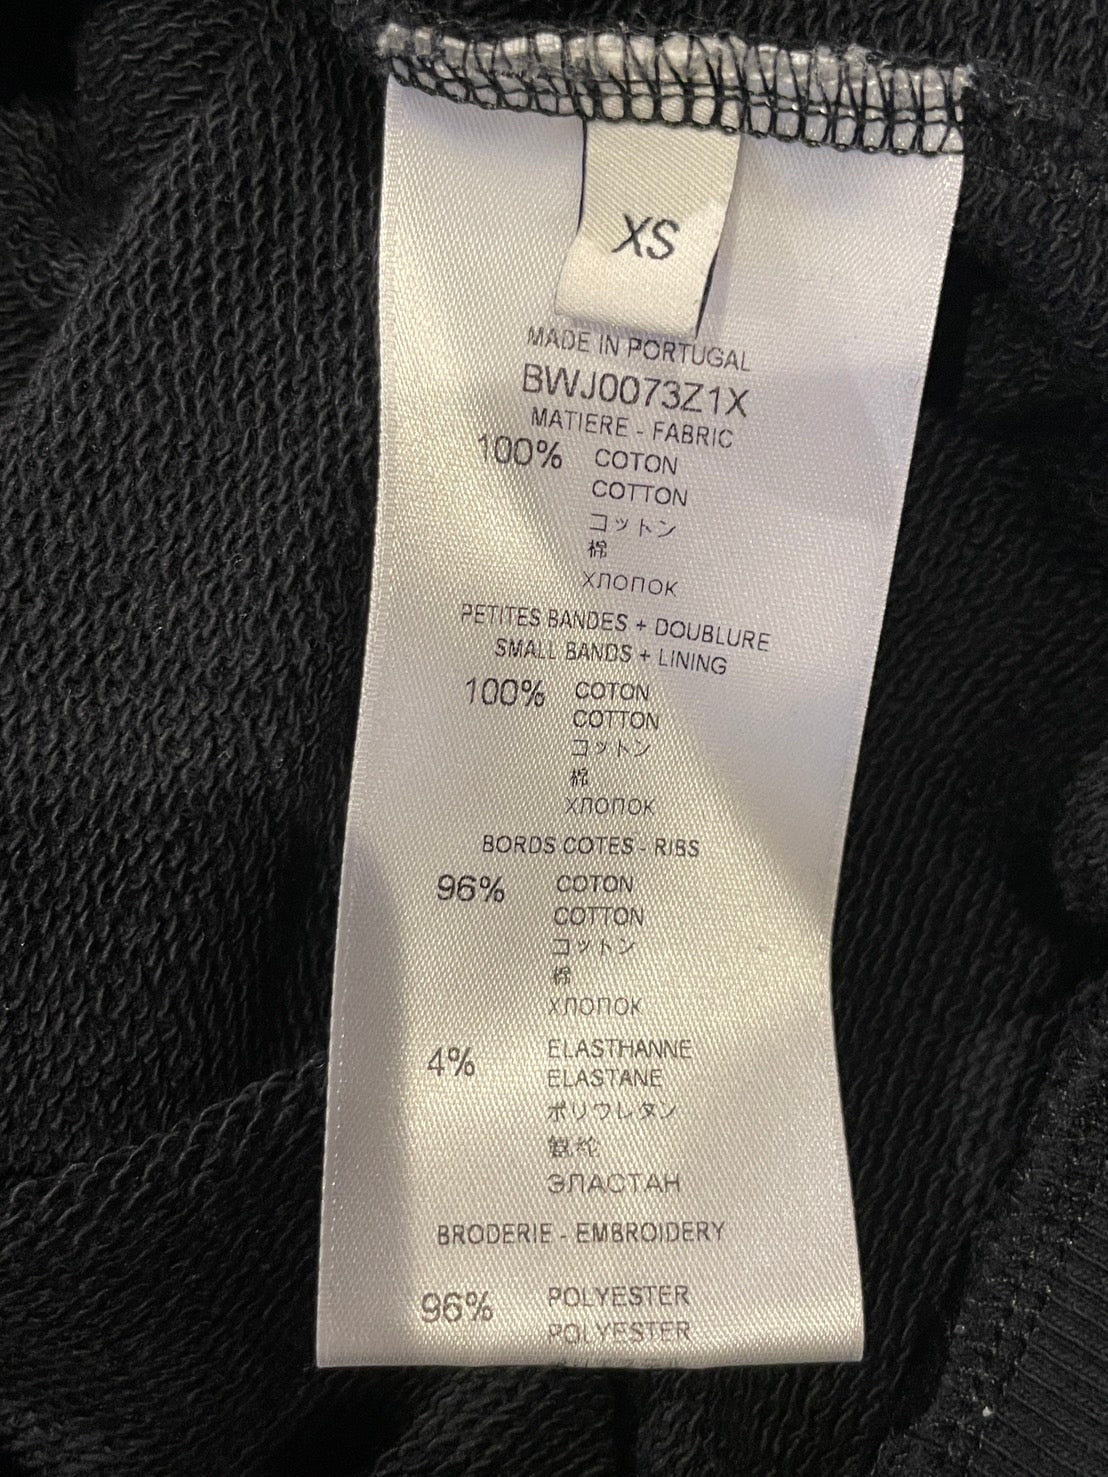 XS
MADE IN PORTUGAL
BWJ0073Z1X
MATIERE - FABRIC
100% COTON
COTTON
コットン
棉
ХЛОПОК
PETITES BANDES + DOUBLURE
SMALL BANDS + LINING
100% COTON
COTTON
コットン
棉
ХЛОПОК
BORDS COTES - RIBS
96% COTON
COTTON
コットン
棉
ХЛОПОК
4% ELASTHANNE
ELASTANE
ポリウレタン
氨纶
ЭЛАСТАН
BRODERIE - EMBROIDERY
96% POLYESTER
POLYESTER